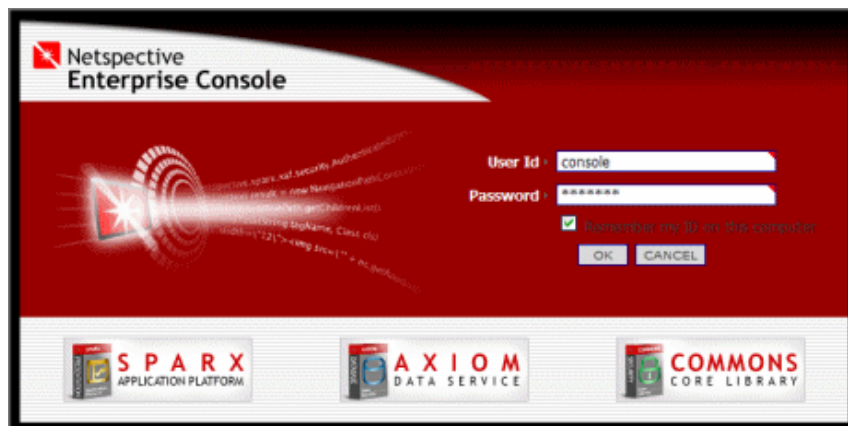 Netspective
Enterprise Console
User Id
console
Password
*******
Remember my ID on this computer
OK
CANCEL
SPARX
APPLICATION PLATFORM
AXIOM
DATA SERVICE
COMMONS
CORE LIBRARY